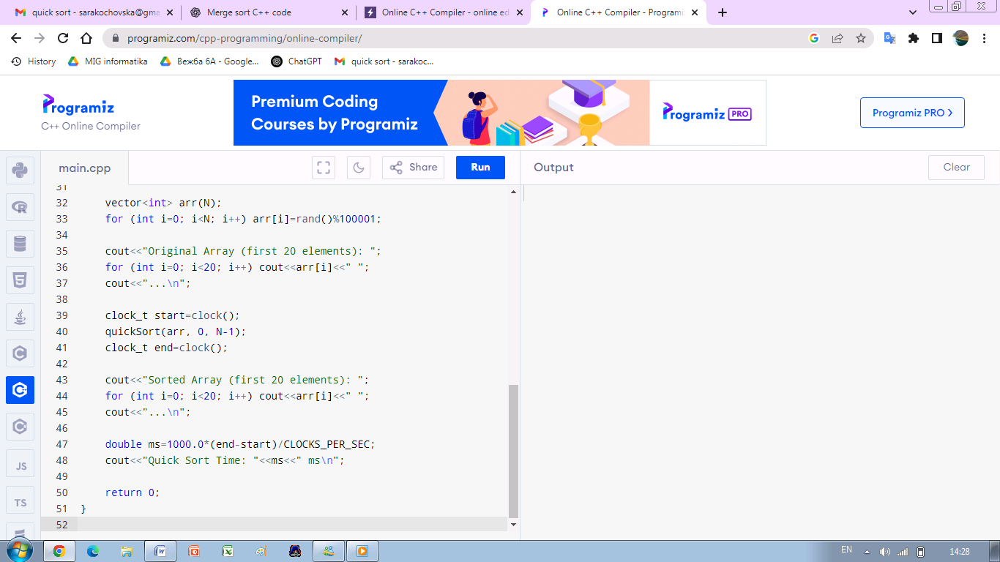 quick sort - sarakochovska@gma
Merge sort C++ code
Online C++ Compiler - online ed
Online C++ Compiler - Programi
programiz.com/cpp-programming/online-compiler/
History
MIG informatika
Вежба 6А - Google...
ChatGPT
quick sort - sarakoc...
Programiz
C++ Online Compiler
Premium Coding
Courses by Programiz
Programiz PRO
Programiz PRO
main.cpp
Share
Run
Output
Clear
31
32 vector<int> arr(N);
33 for (int i=0; i<N; i++) arr[i]=rand()%100001;
34
35 cout<<"Original Array (first 20 elements): ";
36 for (int i=0; i<20; i++) cout<<arr[i]<<" ";
37 cout<<"...\n";
38
39 clock_t start=clock();
40 quickSort(arr, 0, N-1);
41 clock_t end=clock();
42
43 cout<<"Sorted Array (first 20 elements): ";
44 for (int i=0; i<20; i++) cout<<arr[i]<<" ";
45 cout<<"...\n";
46
47 double ms=1000.0*(end-start)/CLOCKS_PER_SEC;
48 cout<<"Quick Sort Time: "<<ms<<" ms\n";
49
50 return 0;
51 }
52
JS
TS
EN
14:28